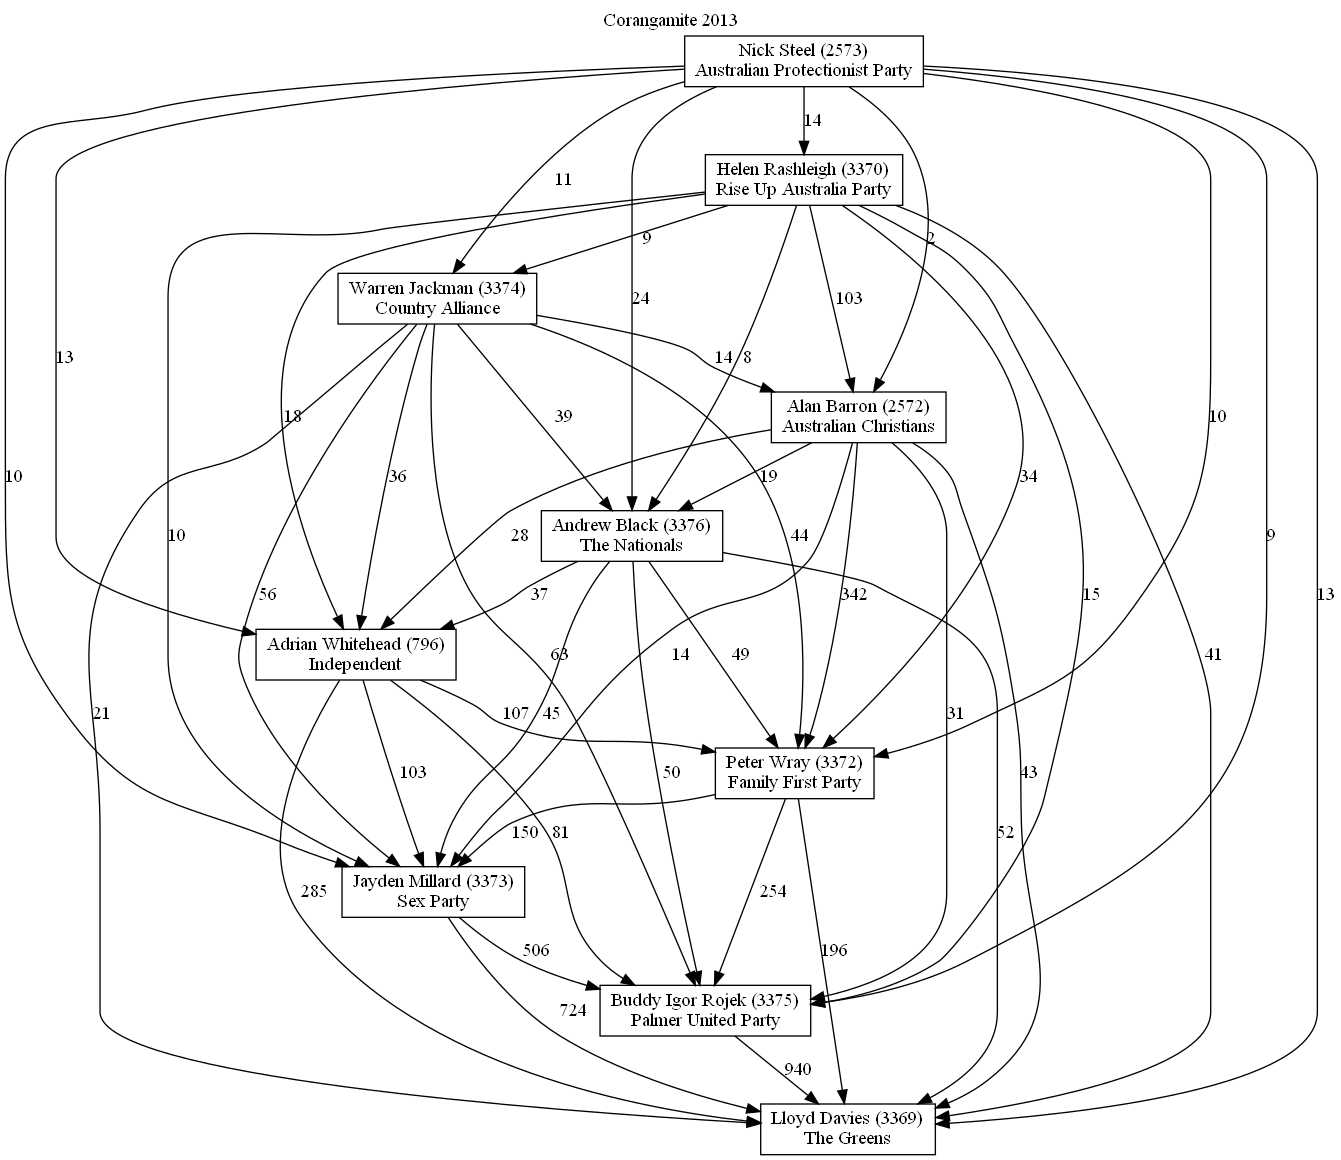 Corangamite 2013
Nick Steel (2573)
Australian Protectionist Party
14
Helen Rashleigh (3370)
Rise Up Australia Party
11
9
2
Warren Jackman (3374)
Country Alliance
24
103
13
14
8
Alan Barron (2572)
Australian Christians
18
39
10
10
36
19
34
Andrew Black (3376)
The Nationals
10
28
44
9
56
37
342
15
13
Adrian Whitehead (796)
Independent
63
14
49
41
21
107
45
31
Peter Wray (3372)
Family First Party
103
50
43
150
81
52
Jayden Millard (3373)
Sex Party
285
254
506
196
Buddy Igor Rojek (3375)
Palmer United Party
724
940
Lloyd Davies (3369)
The Greens